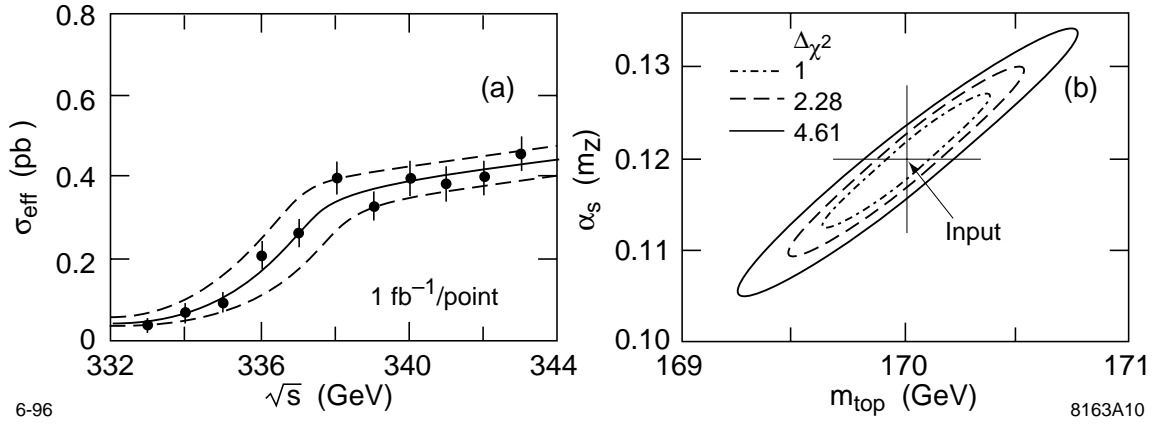 0.8
0.6
0.4
0.2
0
σeff (pb)
(a)
1 fb−1/point
332
336
340
344
√s (GeV)
6-96
0.13
0.12
0.11
0.10
αs (mZ)
Δχ2
1
2.28
4.61
(b)
Input
169
170
171
mtop (GeV)
8163A10